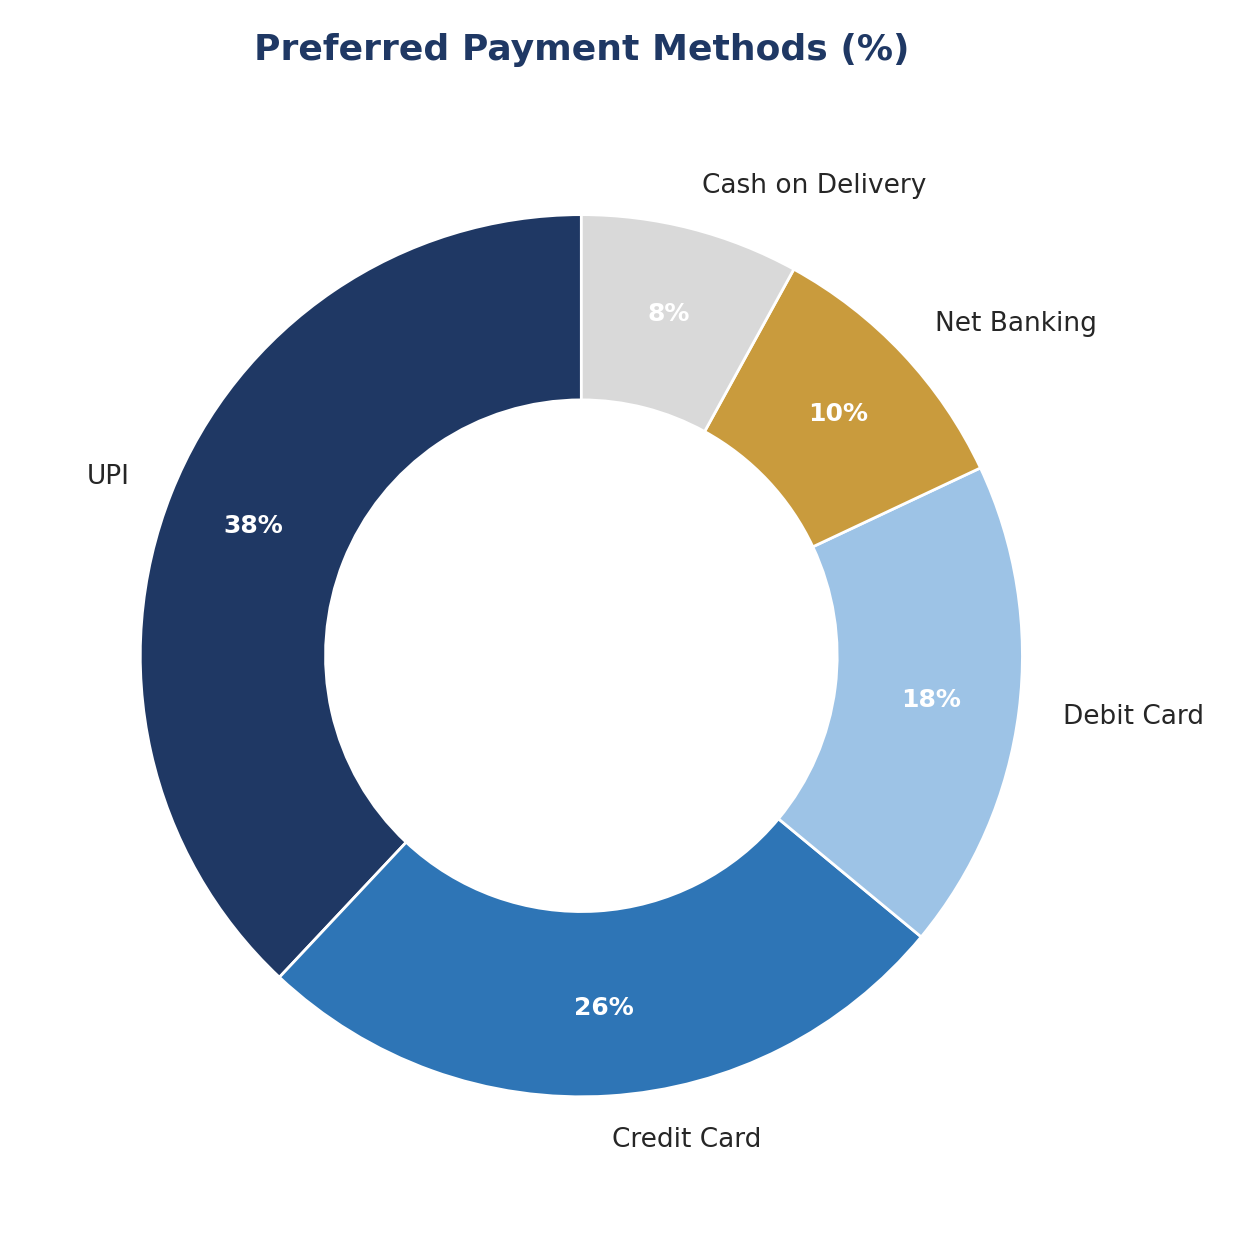 Preferred Payment Methods (%)
Cash on Delivery
8%
Net Banking
10%
UPI
38%
18%
Debit Card
26%
Credit Card